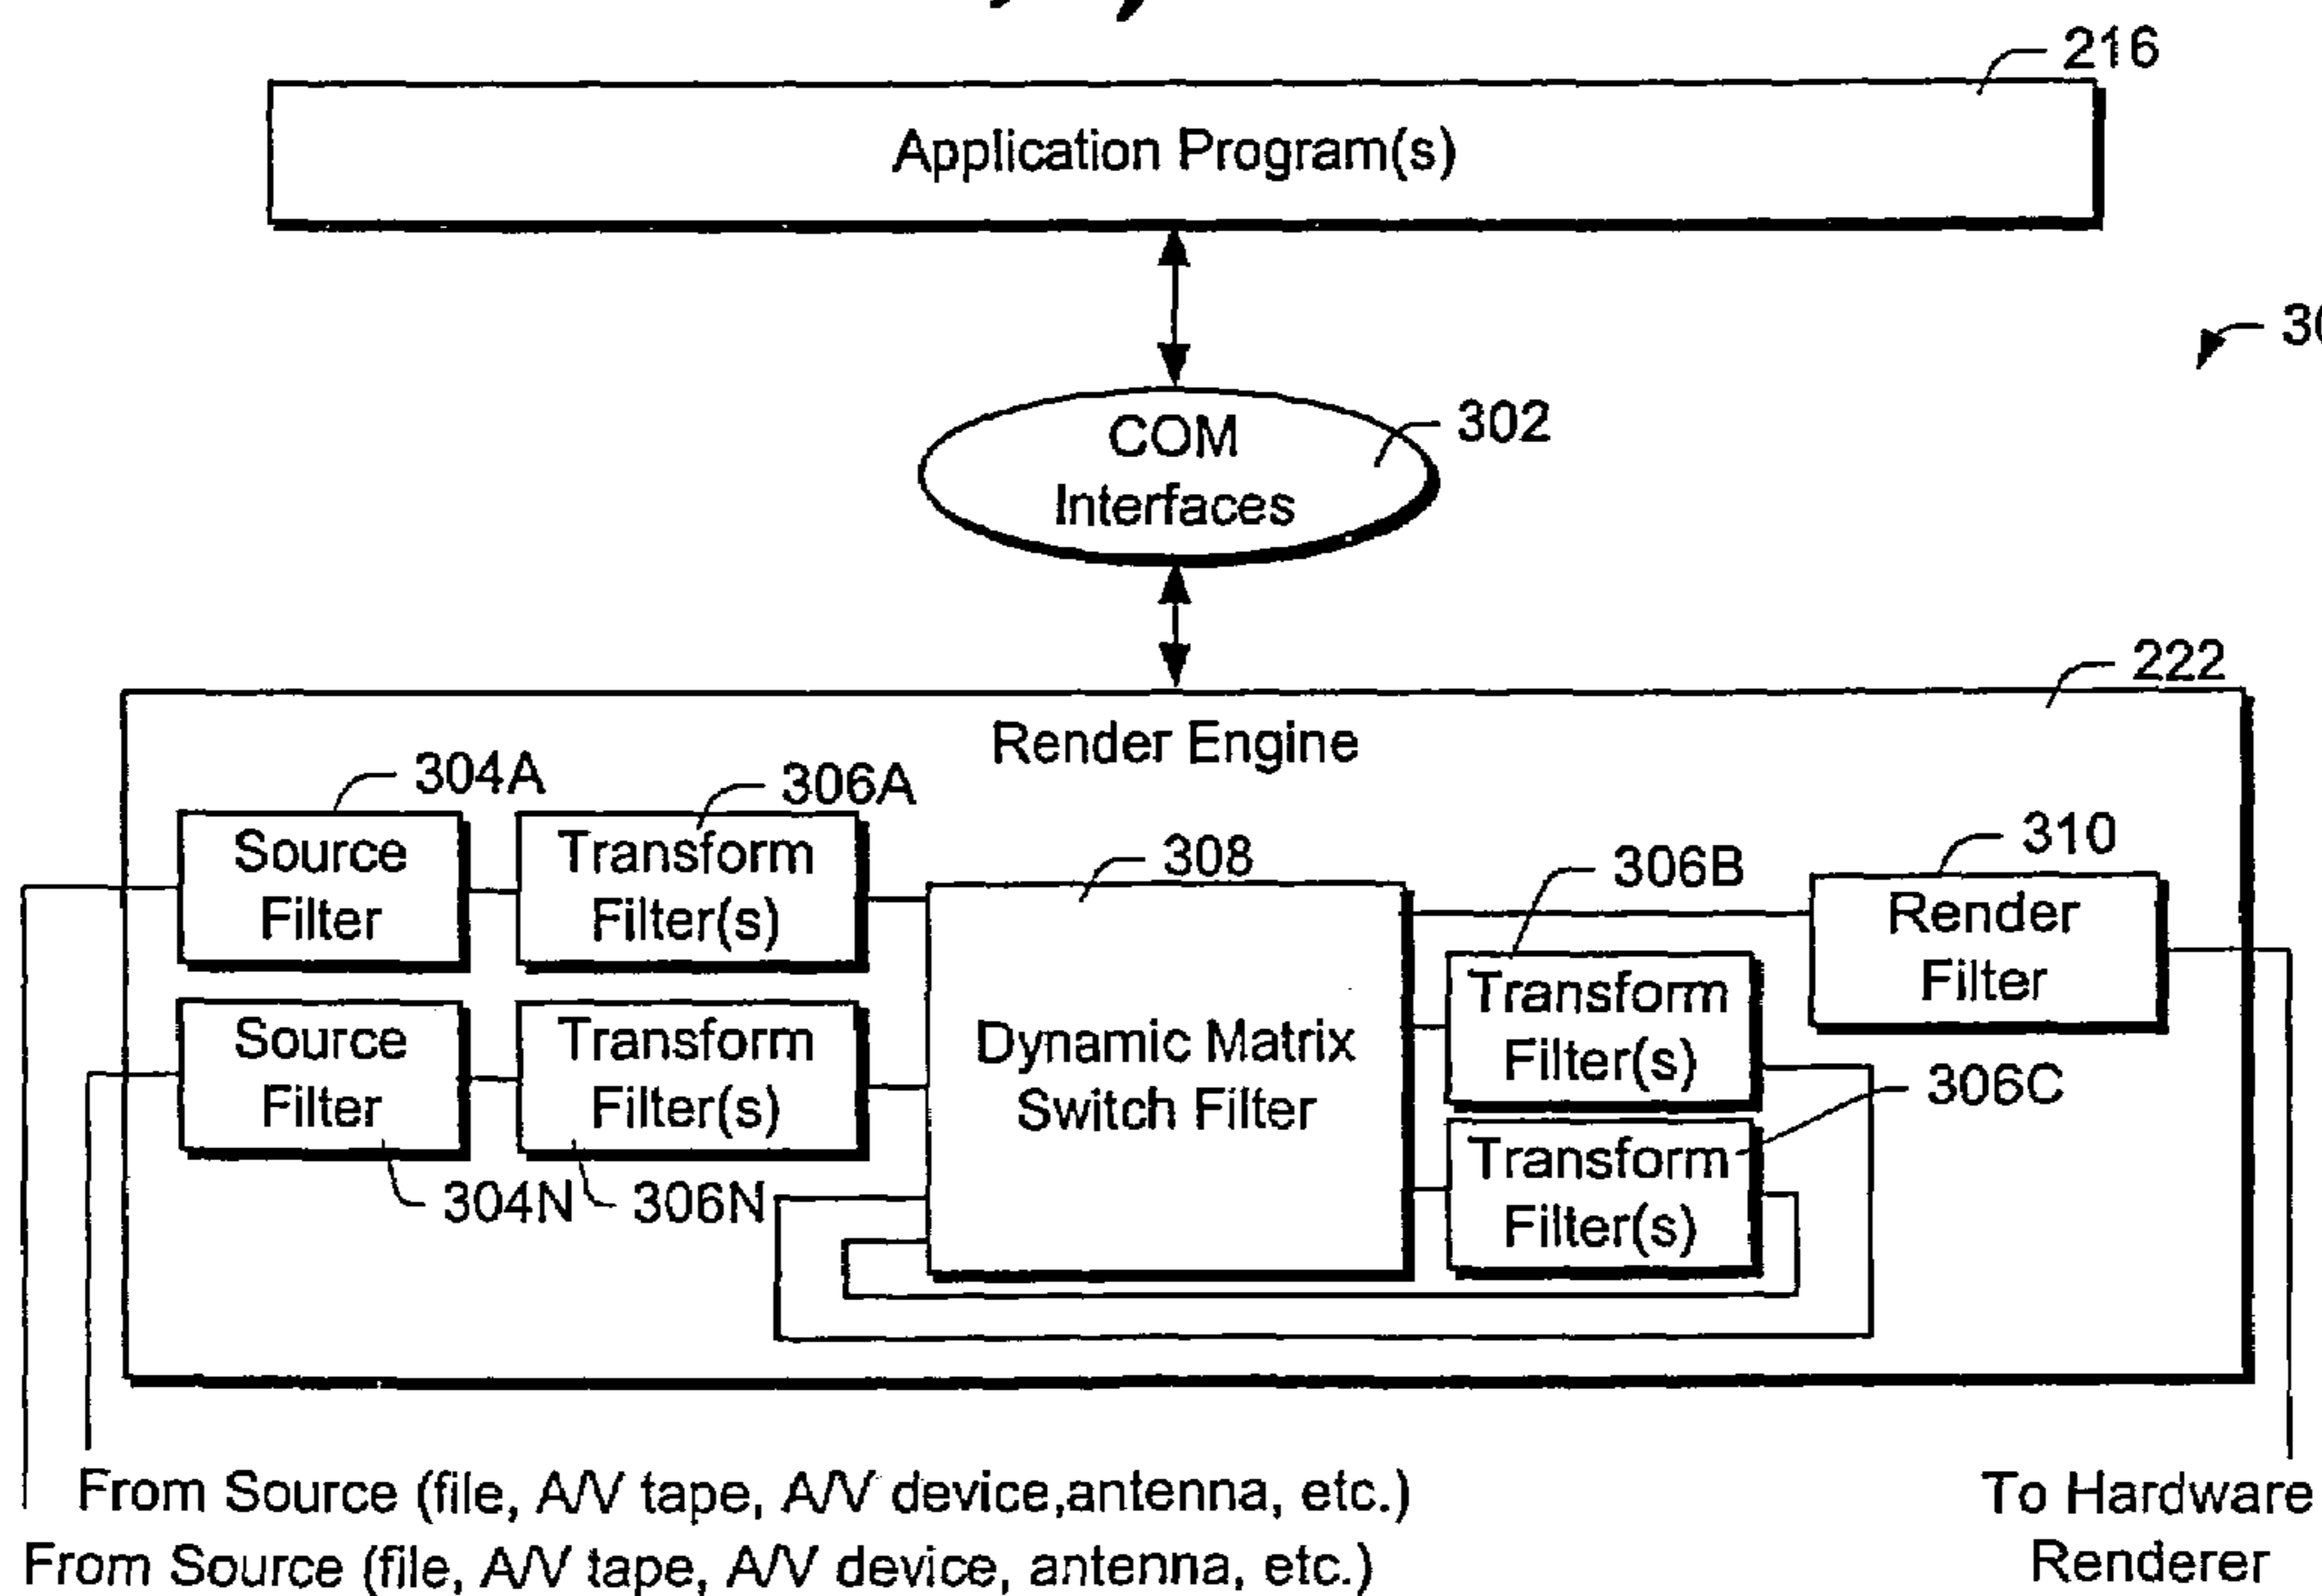 216
Application Program(s)
302
COM
Interfaces
222
Render Engine
304A
306A
Source
Filter
Transform
Filter(s)
308
306B
310
Render
Filter
Source
Filter
Transform
Filter(s)
Dynamic Matrix
Switch Filter
Transform
Filter(s)
306C
Transform
Filter(s)
304N
306N
From Source (file, A/V tape, A/V device,antenna, etc.)
From Source (file, A/V tape, A/V device, antenna, etc.)
To Hardware
Renderer